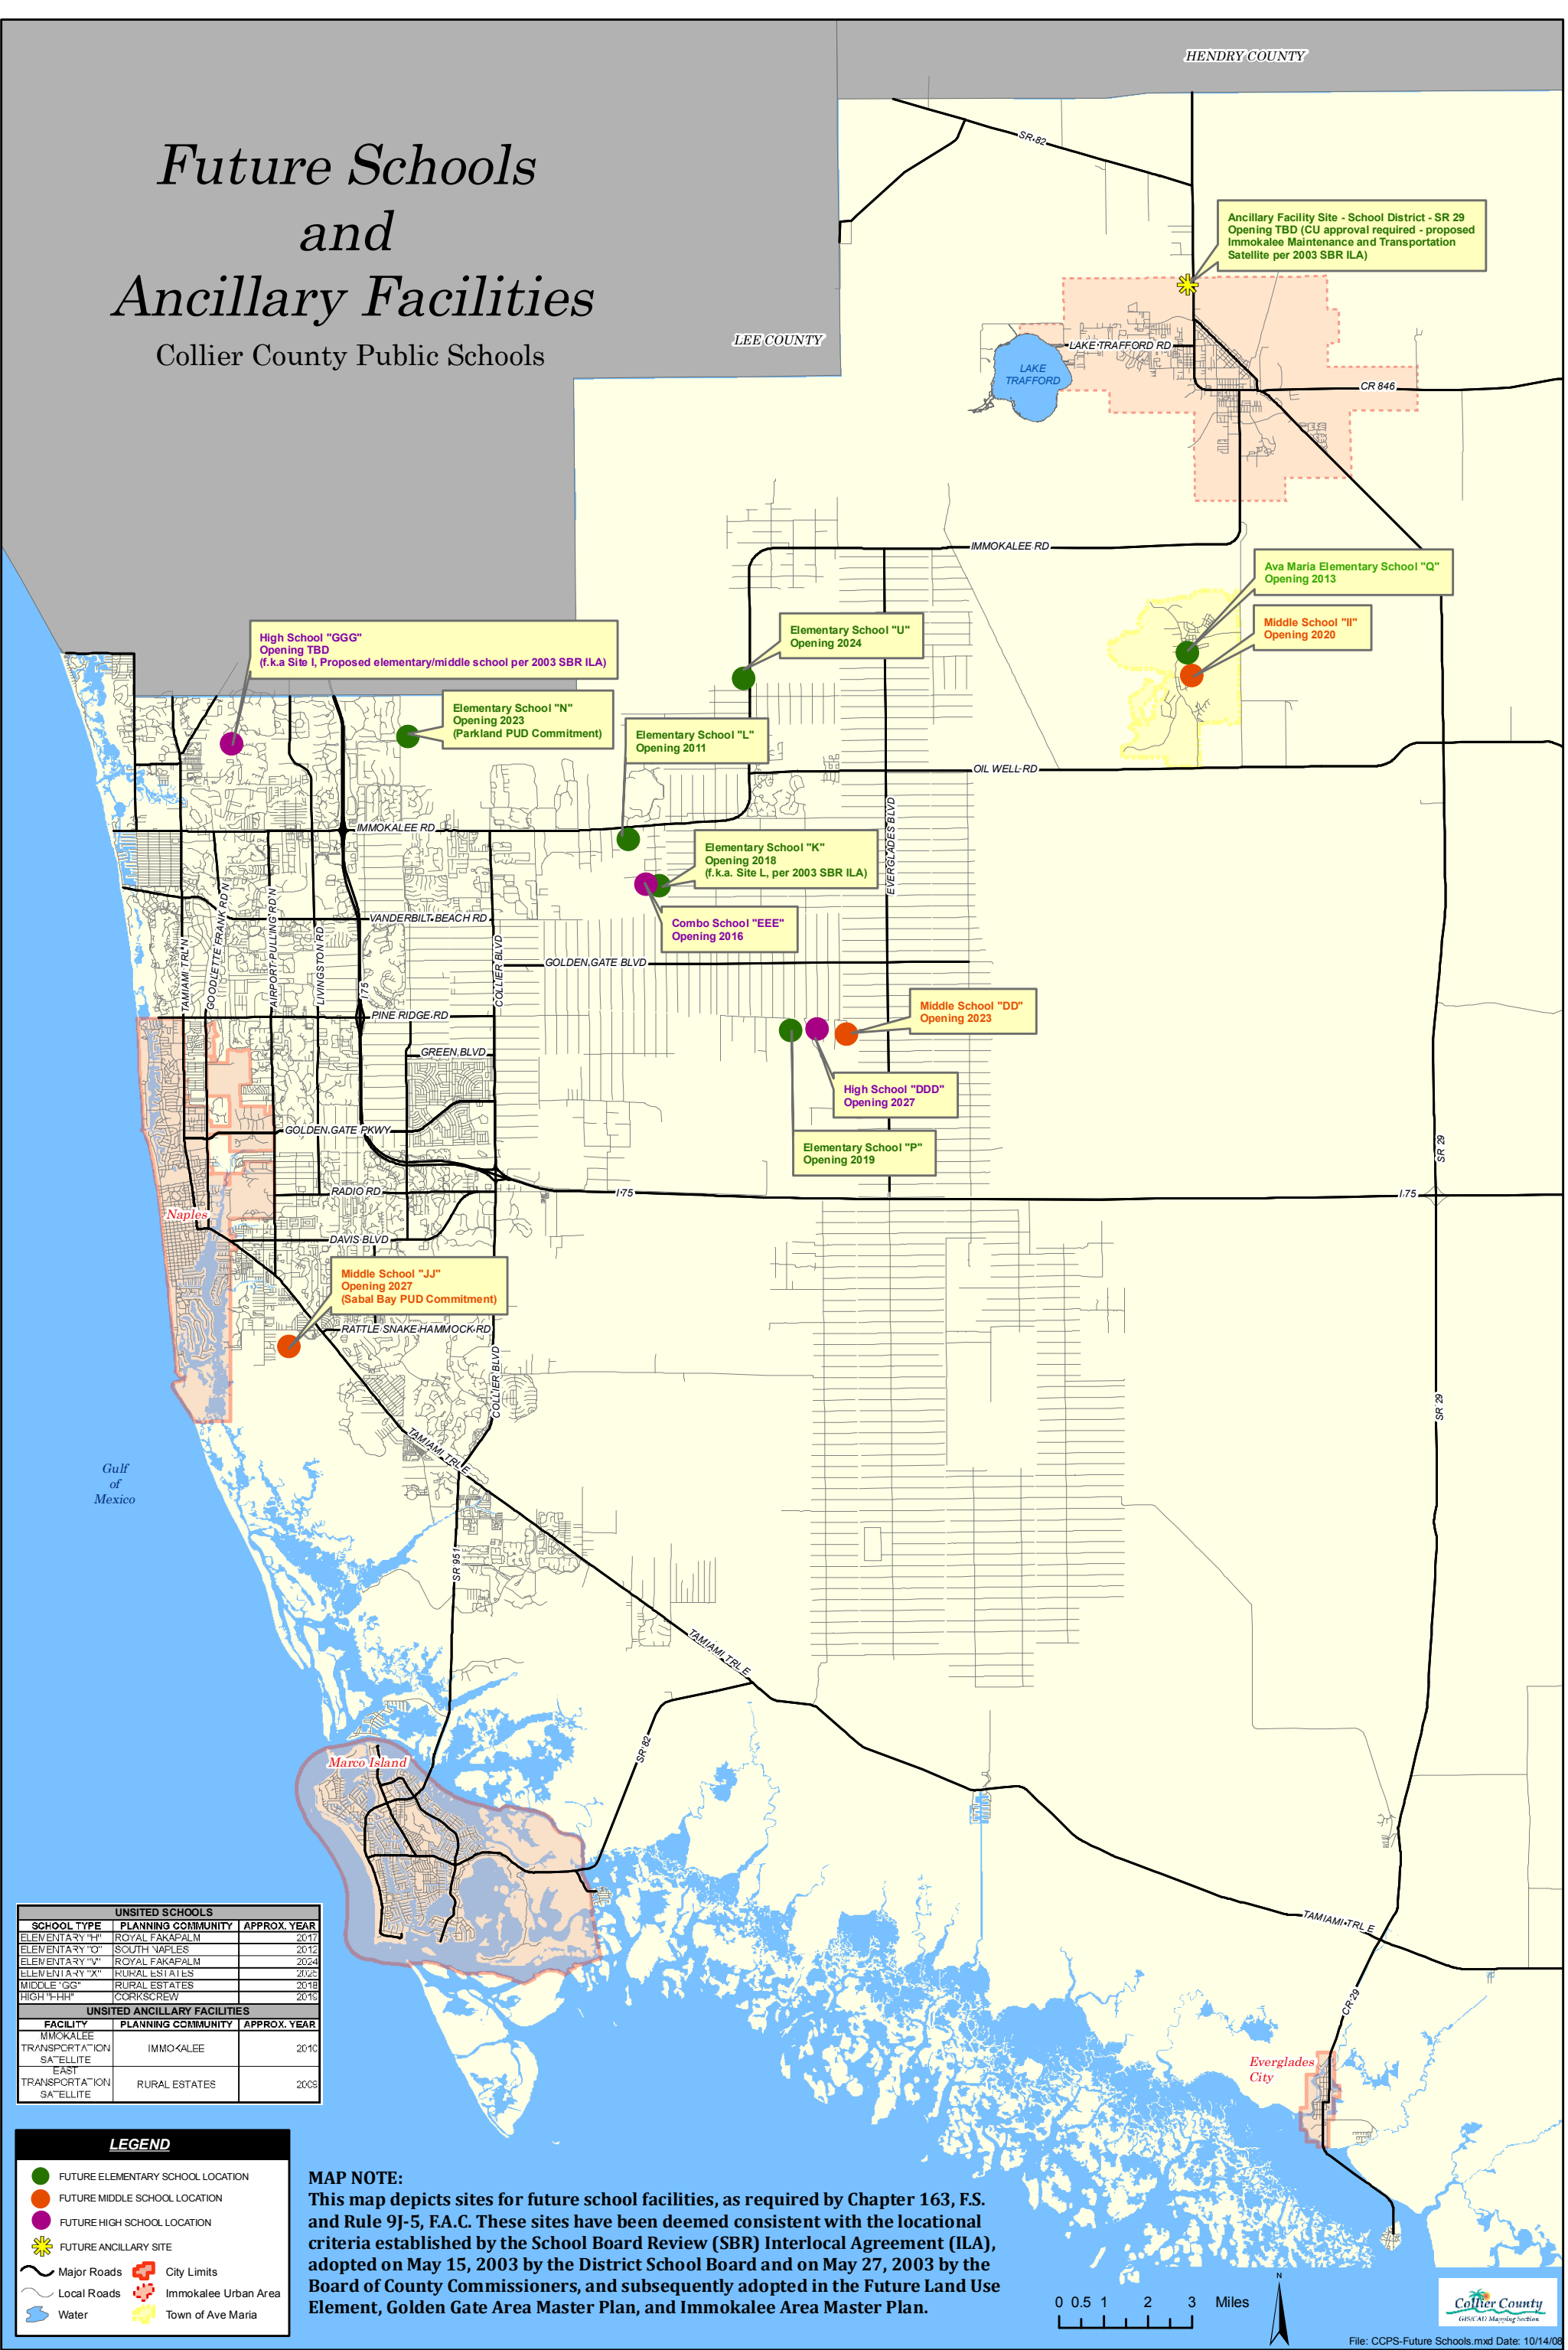 Future Schools
and
Ancillary Facilities
Collier County Public Schools
HENDRY COUNTY
LEE COUNTY
SR 82
Ancillary Facility Site - School District - SR 29
Opening TBD (CU approval required - proposed
Immokalee Maintenance and Transportation
Satellite per 2003 SBR ILA)
LAKE TRAFFORD RD
LAKE
TRAFFORD
CR 846
IMMOKALEE RD
Ava Maria Elementary School "Q"
Opening 2013
Middle School "II"
Opening 2020
High School "GGG"
Opening TBD
(f.k.a Site I, Proposed elementary/middle school per 2003 SBR ILA)
Elementary School "U"
Opening 2024
Elementary School "N"
Opening 2023
(Parkland PUD Commitment)
Elementary School "L"
Opening 2011
OIL WELL RD
IMMOKALEE RD
EVERGLADES BLVD
Elementary School "K"
Opening 2018
(f.k.a. Site L, per 2003 SBR ILA)
Combo School "EEE"
Opening 2016
VANDERBILT BEACH RD
TAMIAMI TRL N
GOODLETTE FRANK RD N
AIRPORT PULLING RD N
LIVINGSTON RD
I 75
COLLIER BLVD
GOLDEN GATE BLVD
PINE RIDGE RD
Middle School "DD"
Opening 2023
GREEN BLVD
High School "DDD"
Opening 2027
GOLDEN GATE PKWY
Elementary School "P"
Opening 2019
SR 29
RADIO RD
I 75
I 75
Naples
DAVIS BLVD
Middle School "JJ"
Opening 2027
(Sabal Bay PUD Commitment)
RATTLE SNAKE HAMMOCK RD
COLLIER BLVD
SR 29
TAMIAMI TRL E
Gulf
of
Mexico
SR 951
TAMIAMI TRL E
SR 82
Marco Island
TAMIAMI TRL E
CR 29
Everglades
City
UNSITED SCHOOLS
SCHOOL TYPE PLANNING COMMUNITY APPROX. YEAR
ELEMENTARY "H" ROYAL FAKAPALM 2017
ELEMENTARY "O" SOUTH NAPLES 2012
ELEMENTARY "V" ROYAL FAKAPALM 2024
ELEMENTARY "X" RURAL ESTATES 2025
MIDDLE "GG" RURAL ESTATES 2018
HIGH "HHH" CORKSCREW 2019
UNSITED ANCILLARY FACILITIES
FACILITY PLANNING COMMUNITY APPROX. YEAR
IMMOKALEE
TRANSPORTATION IMMOKALEE 2010
SATELLITE
EAST
TRANSPORTATION RURAL ESTATES 2009
SATELLITE
LEGEND
FUTURE ELEMENTARY SCHOOL LOCATION
FUTURE MIDDLE SCHOOL LOCATION
FUTURE HIGH SCHOOL LOCATION
FUTURE ANCILLARY SITE
Major Roads City Limits
Local Roads Immokalee Urban Area
Water Town of Ave Maria
MAP NOTE:
This map depicts sites for future school facilities, as required by Chapter 163, F.S.
and Rule 9J-5, F.A.C. These sites have been deemed consistent with the locational
criteria established by the School Board Review (SBR) Interlocal Agreement (ILA),
adopted on May 15, 2003 by the District School Board and on May 27, 2003 by the
Board of County Commissioners, and subsequently adopted in the Future Land Use
Element, Golden Gate Area Master Plan, and Immokalee Area Master Plan.
0 0.5 1 2 3 Miles
N
Collier County
GIS/CAD Mapping Section
File: CCPS-Future Schools.mxd Date: 10/14/08